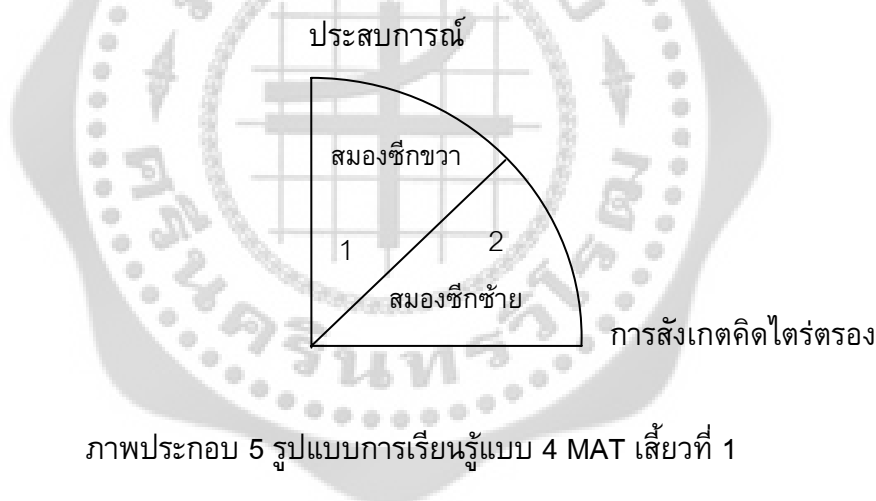 ประสบการณ์
สมองซีกขวา
1
2
สมองซีกซ้าย
การสังเกตคิดไตร่ตรอง
ภาพประกอบ 5 รูปแบบการเรียนรู้แบบ 4 MAT เสี้ยวที่ 1